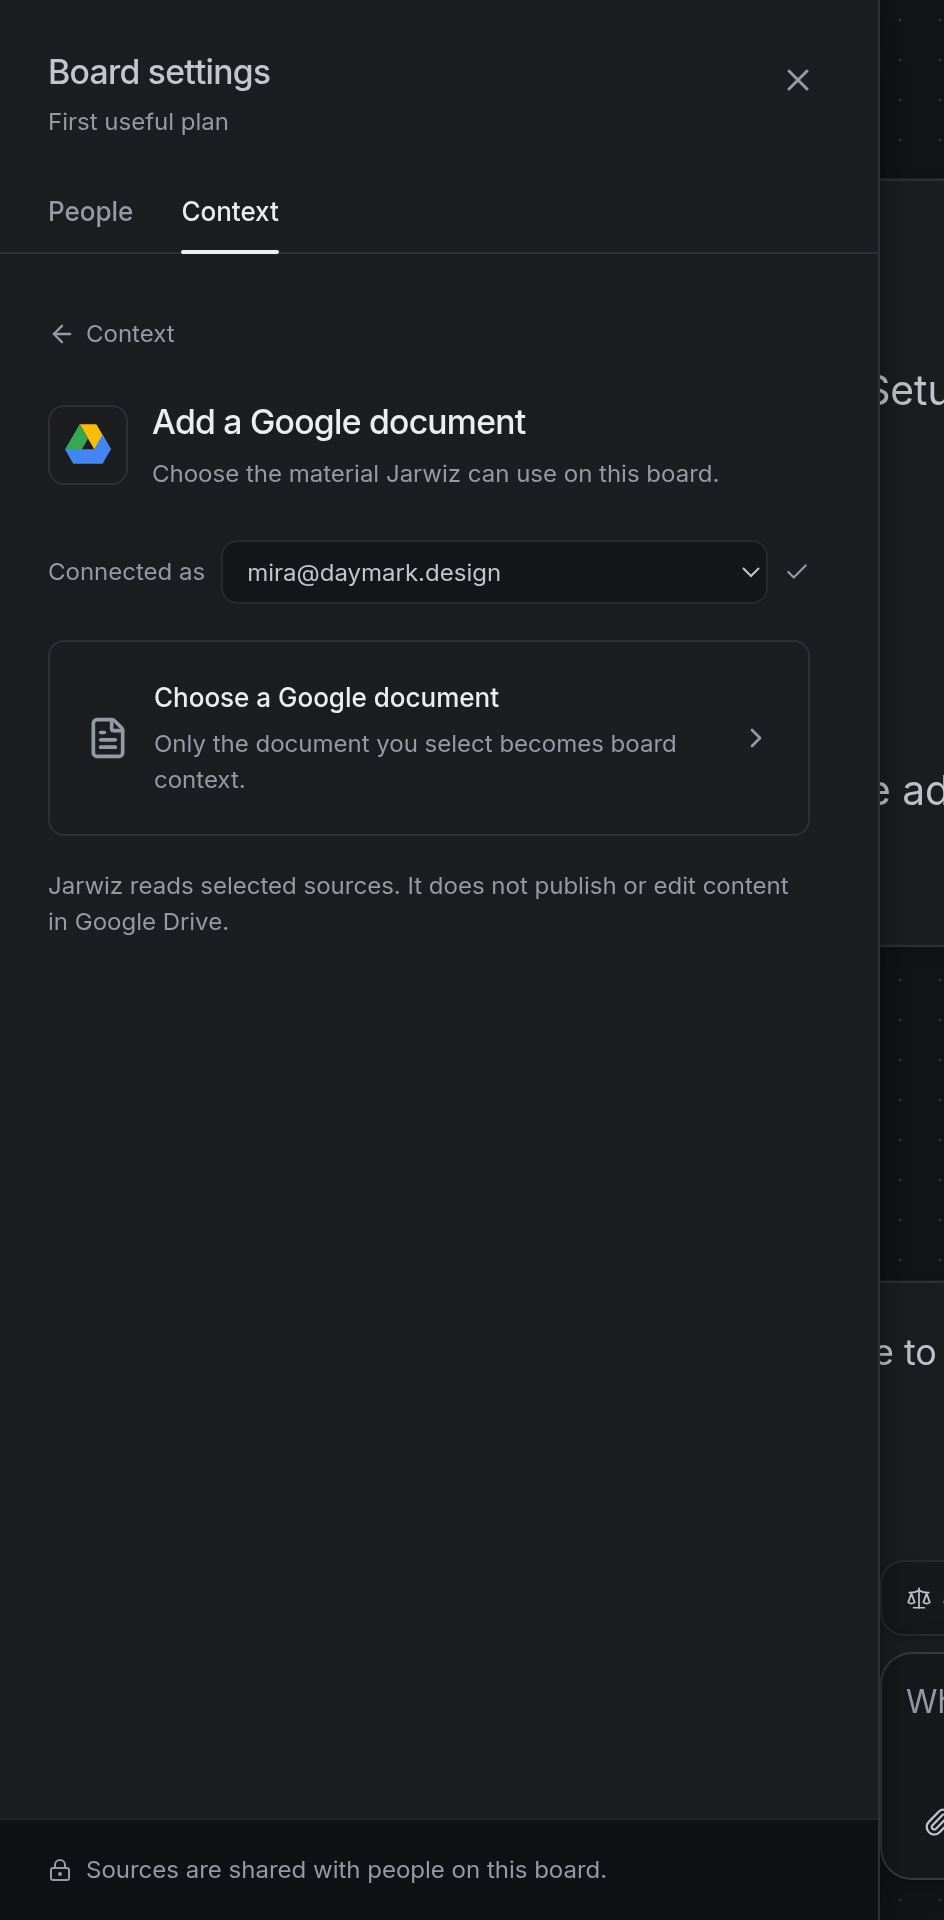 Board settings
First useful plan
People
Context
Context
Add a Google document
Choose the material Jarwiz can use on this board.
Connected as
mira@daymark.design
Choose a Google document
Only the document you select becomes board
context.
Jarwiz reads selected sources. It does not publish or edit content
in Google Drive.
to
Sources are shared with people on this board.